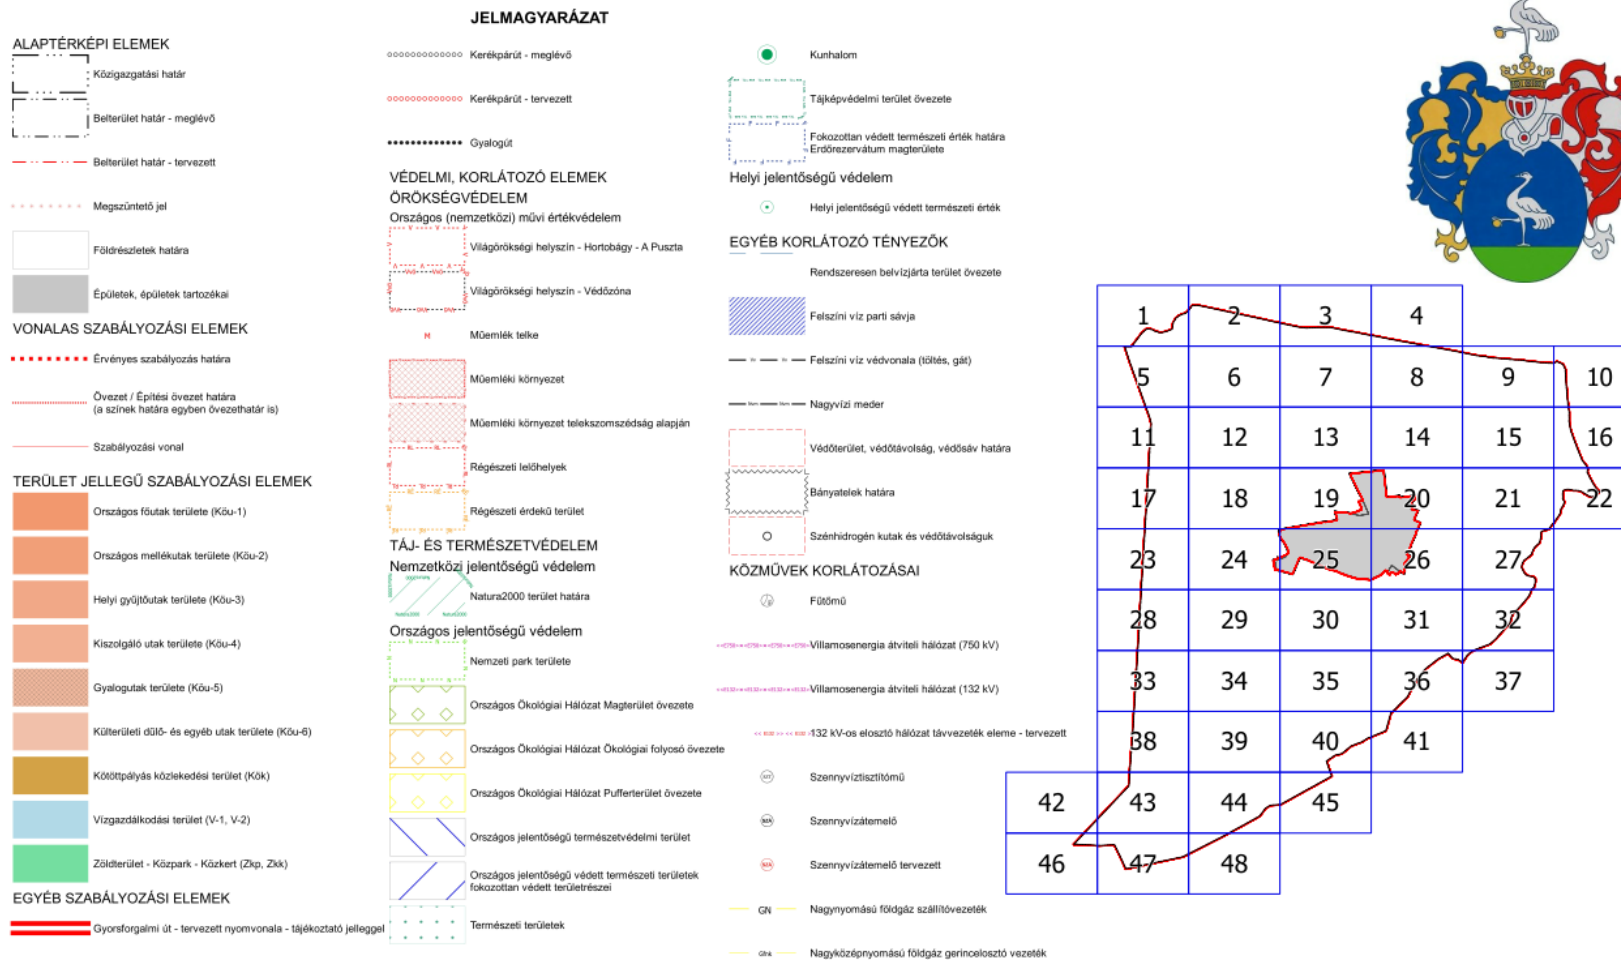 JELMAGYARÁZAT
ALAPTÉRKÉPI ELEMEK
Közigazgatási határ
Belterület határ - meglévő
Belterület határ - tervezett
Megszüntető jel
Földrészletek határa
Épületek, épületek tartozékai
VONALAS SZABÁLYOZÁSI ELEMEK
Érvényes szabályozás határa
Övezet / Építési övezet határa
(a színek határa egyben övezethatár is)
Szabályozási vonal
TERÜLET JELLEGŰ SZABÁLYOZÁSI ELEMEK
Országos főutak területe (Köu-1)
Országos mellékutak területe (Köu-2)
Helyi gyűjtőutak területe (Köu-3)
Kiszolgáló utak területe (Köu-4)
Gyalogutak területe (Köu-5)
Külterületi dűlő- és egyéb utak területe (Köu-6)
Kötöttpályás közlekedési terület (Kök)
Vízgazdálkodási terület (V-1, V-2)
Zöldterület - Közpark - Közkert (Zkp, Zkk)
EGYÉB SZABÁLYOZÁSI ELEMEK
Gyorsforgalmi út - tervezett nyomvonala - tájékoztató jelleggel
Kerékpárút - meglévő
Kerékpárút - tervezett
Gyalogút
VÉDELMI, KORLÁTOZÓ ELEMEK
ÖRÖKSÉGVÉDELEM
Országos (nemzetközi) művi értékvédelem
Világörökségi helyszín - Hortobágy - A Puszta
Világörökségi helyszín - Védőzóna
M Műemlék telke
Műemléki környezet
Műemléki környezet telekszomszédság alapján
Régészeti lelőhelyek
Régészeti érdekű terület
TÁJ- ÉS TERMÉSZETVÉDELEM
Nemzetközi jelentőségű védelem
Natura2000 terület határa
Országos jelentőségű védelem
Nemzeti park területe
Országos Ökológiai Hálózat Magterület övezete
Országos Ökológiai Hálózat Ökológiai folyosó övezete
Országos Ökológiai Hálózat Pufferterület övezete
Országos jelentőségű természetvédelmi terület
Országos jelentőségű védett természeti területek
fokozottan védett területrészei
Természeti területek
Kunhalom
Tájképvédelmi terület övezete
Fokozottan védett természeti érték határa
Erdőrezervátum magterülete
Helyi jelentőségű védelem
Helyi jelentőségű védett természeti érték
EGYÉB KORLÁTOZÓ TÉNYEZŐK
Rendszeresen belvízjárta terület övezete
Felszíni víz parti sávja
Felszíni víz védvonala (töltés, gát)
Nagyvízi meder
Védőterület, védőtávolság, védősáv határa
Bányatelek határa
Szénhidrogén kutak és védőtávolságuk
KÖZMŰVEK KORLÁTOZÁSAI
Fűtőmű
Villamosenergia átviteli hálózat (750 kV)
Villamosenergia átviteli hálózat (132 kV)
132 kV-os elosztó hálózat távvezeték eleme - tervezett
Szennyvíztisztítómű
Szennyvízátemelő
Szennyvízátemelő tervezett
GN Nagynyomású földgáz szállítóvezeték
Nagyközépnyomású földgáz gerincelosztó vezeték
1 2 3 4
5 6 7 8 9 10
11 12 13 14 15 16
17 18 19 20 21 22
23 24 25 26 27
28 29 30 31 32
33 34 35 36 37
38 39 40 41
42 43 44 45
46 47 48